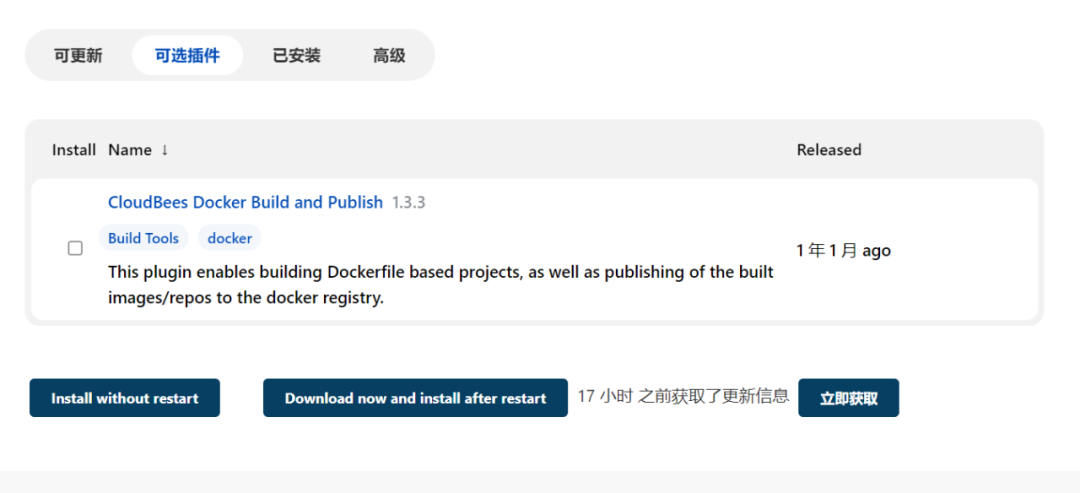 可更新 可选插件 已安装 高级
Install Name ↓ Released
CloudBees Docker Build and Publish 1.3.3
Build Tools docker
1 年 1 月 ago
This plugin enables building Dockerfile based projects, as well as publishing of the built
images/repos to the docker registry.
Install without restart Download now and install after restart 17 小时 之前获取了更新信息 立即获取